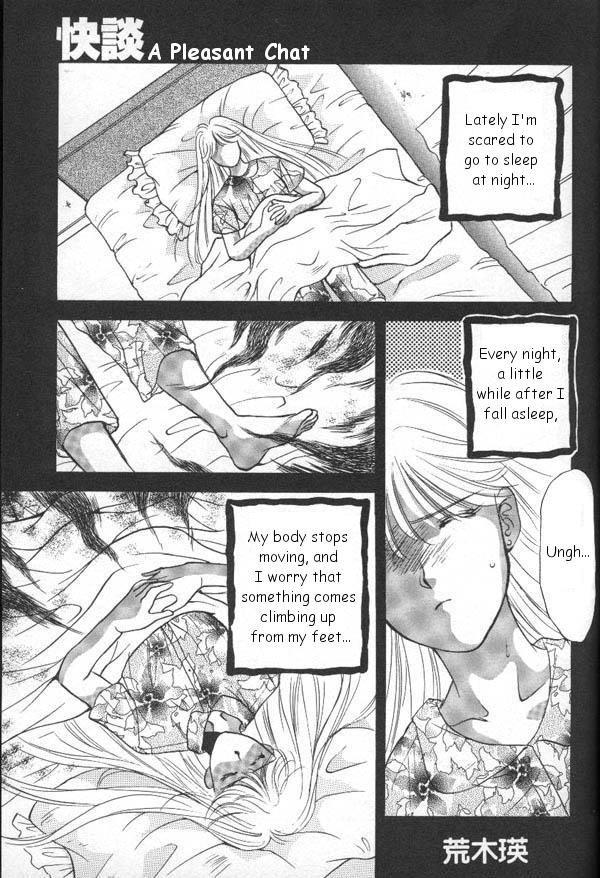 快談 A Pleasant Chat
Lately I'm
scared to
go to sleep
at night...
Every night,
a little
while after I
fall asleep,
Ungh...
My body stops
moving, and
I worry that
something comes
climbing up
from my feet...
荒木瑛